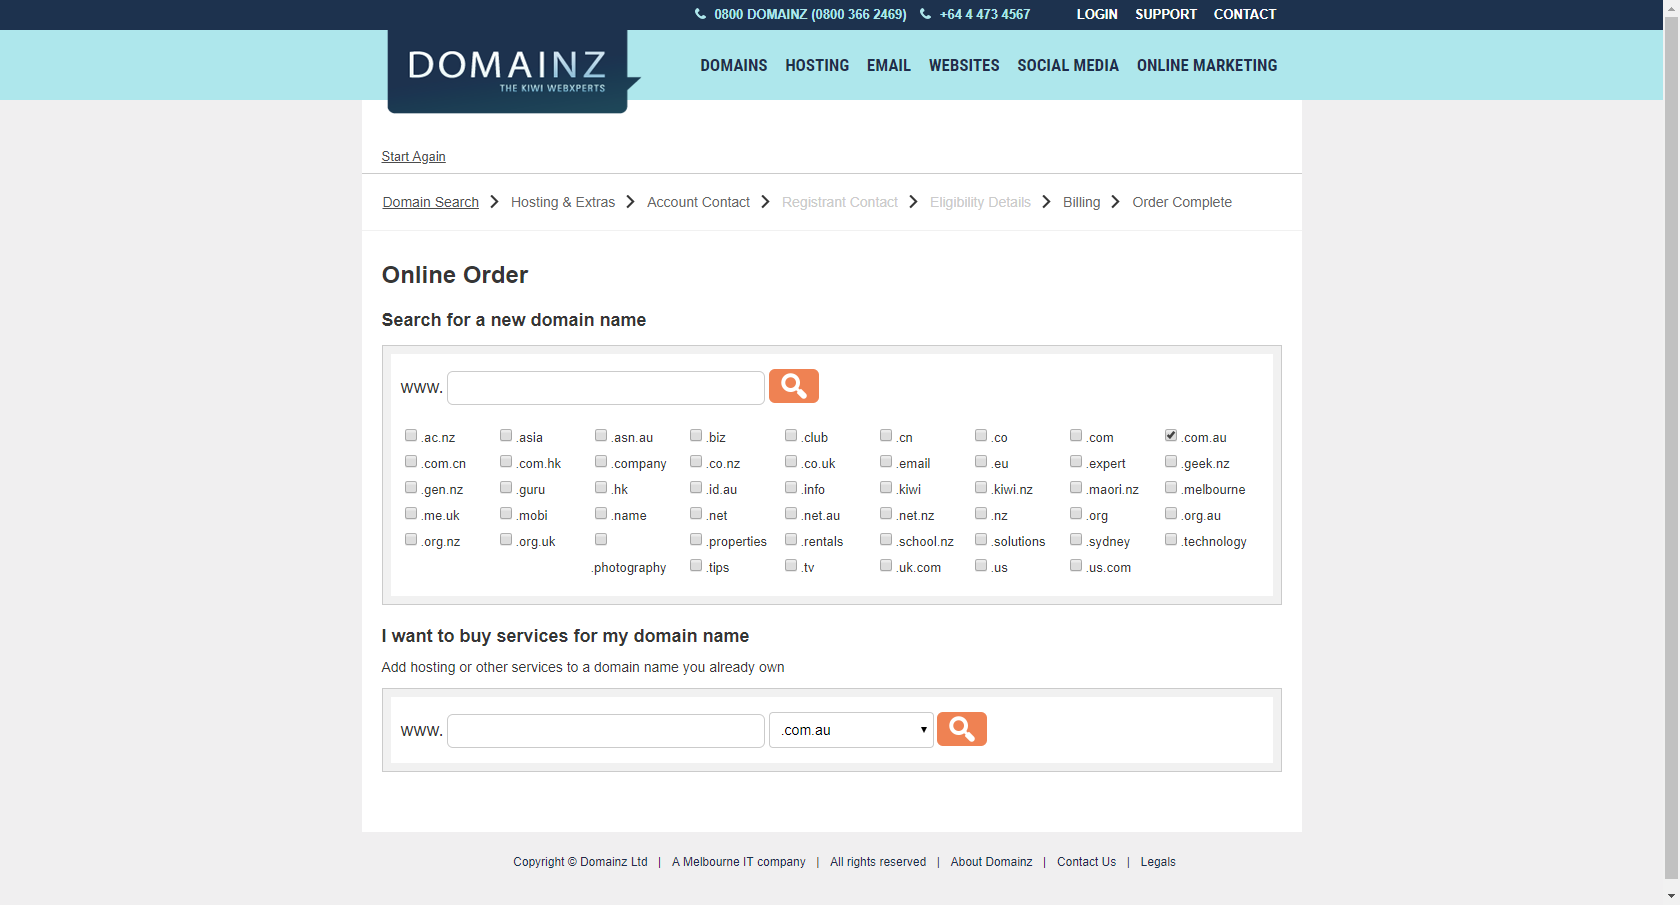 0800 DOMAINZ (0800 366 2469) +64 4 473 4567 LOGIN SUPPORT CONTACT
DOMAINZ
THE KIWI WEBXPERTS
DOMAINS HOSTING EMAIL WEBSITES SOCIAL MEDIA ONLINE MARKETING
Start Again
Domain Search Hosting & Extras Account Contact Registrant Contact Eligibility Details Billing Order Complete
Online Order
Search for a new domain name
www.
.ac.nz .asia .asn.au .biz .club .cn .co .com .com.au
.com.cn .com.hk .company .co.nz .co.uk .email .eu .expert .geek.nz
.gen.nz .guru .hk .id.au .info .kiwi .kiwi.nz .maori.nz .melbourne
.me.uk .mobi .name .net .net.au .net.nz .nz .org .org.au
.org.nz .org.uk .properties .rentals .school.nz .solutions .sydney .technology
.photography .tips .tv .uk.com .us .us.com
I want to buy services for my domain name
Add hosting or other services to a domain name you already own
www. .com.au
Copyright © Domainz Ltd | A Melbourne IT company | All rights reserved | About Domainz | Contact Us | Legals